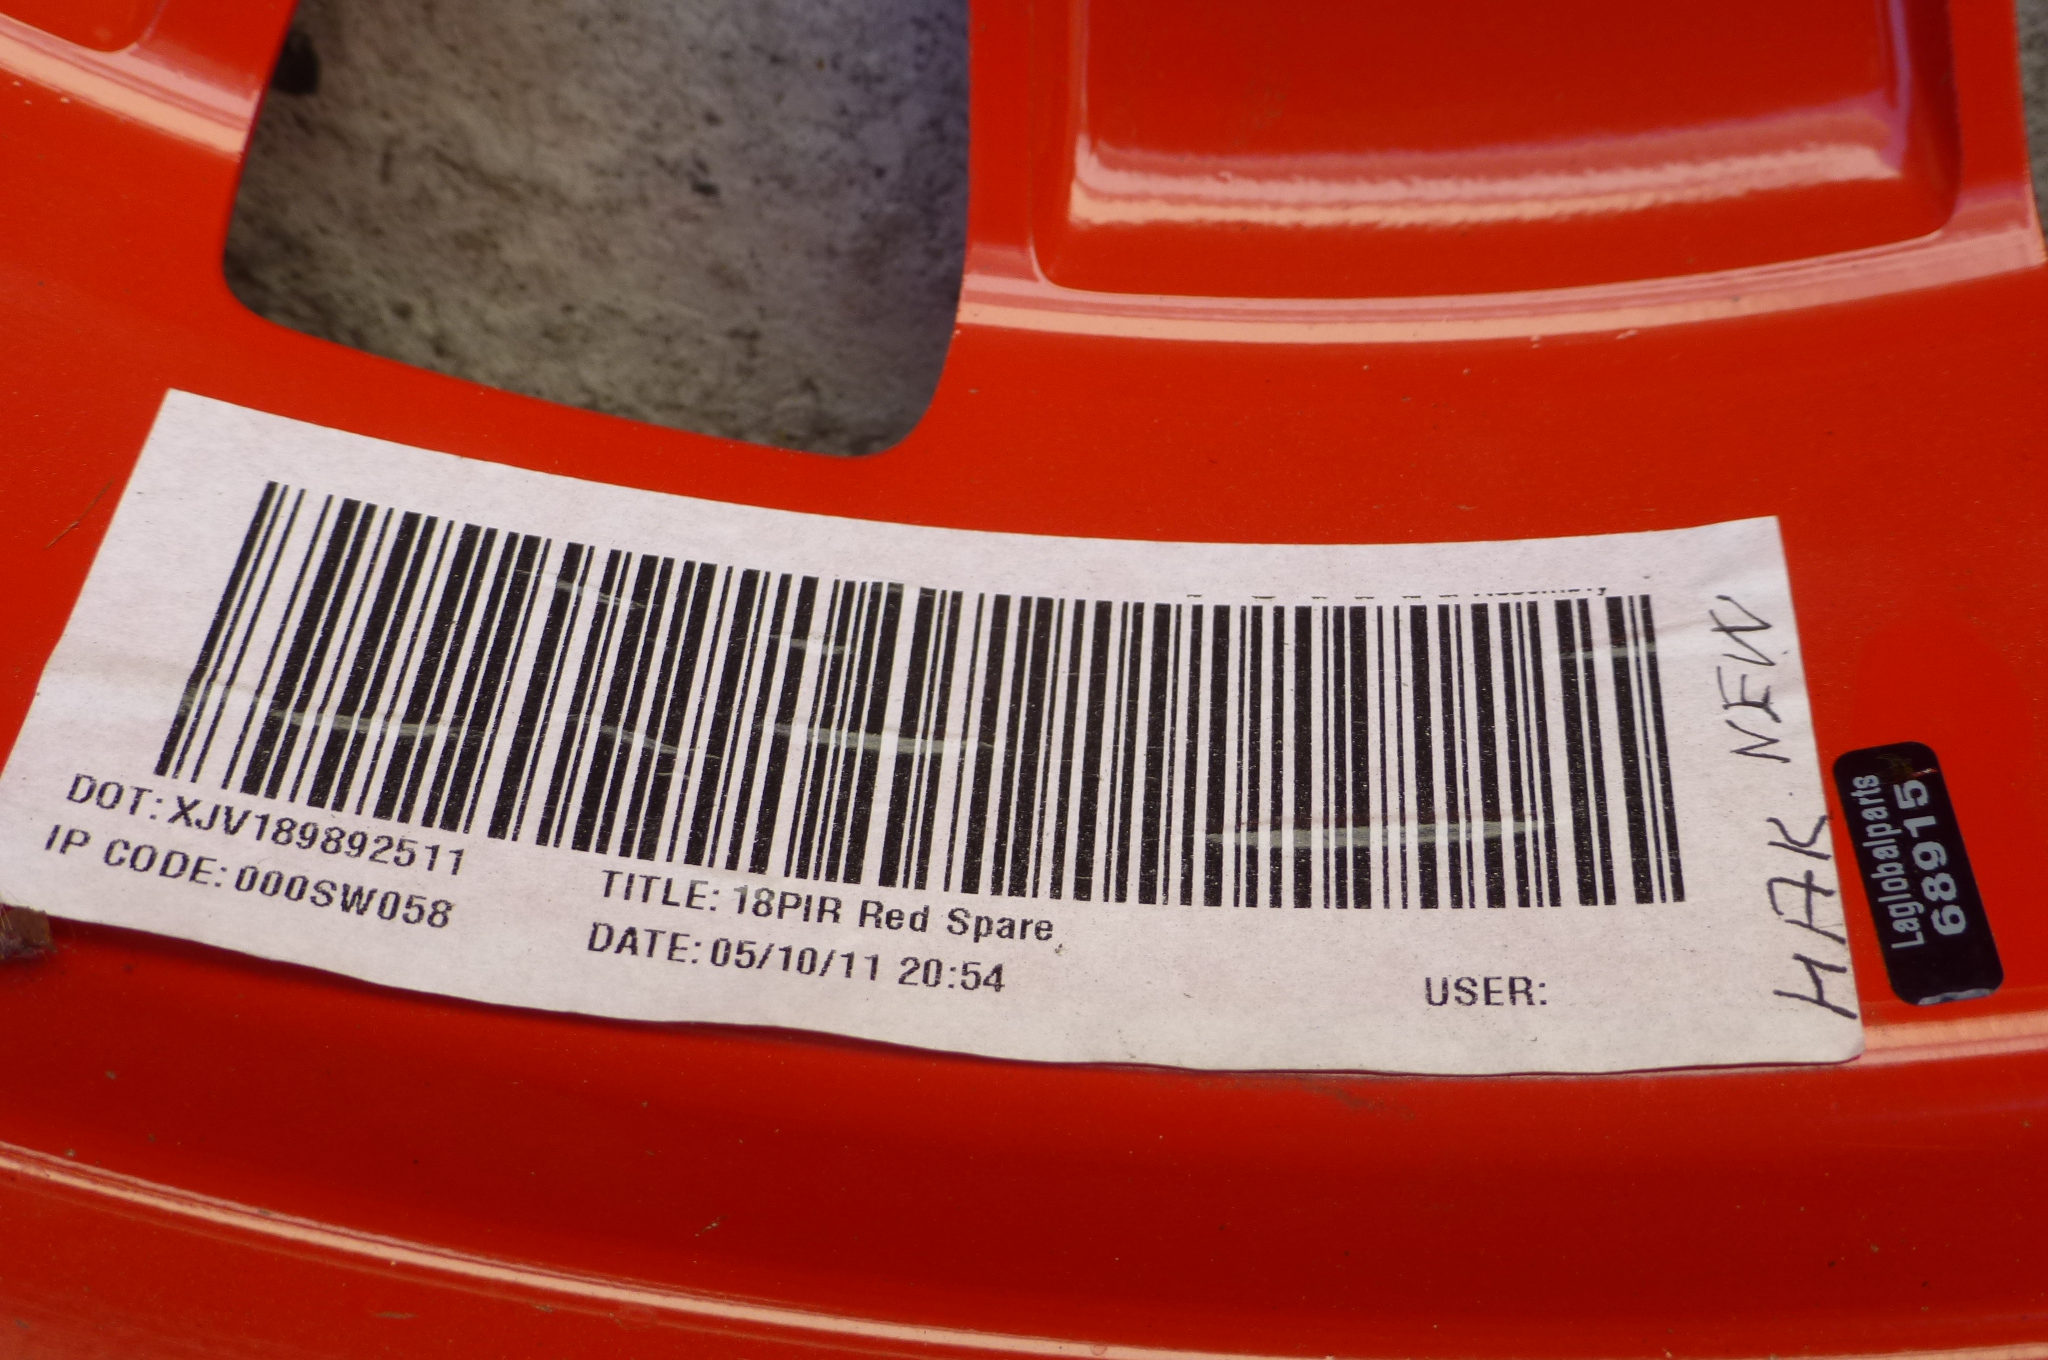 DOT: XJV189892511
IP CODE: 000SW058
TITLE: 18PIR Red Spare
DATE: 05/10/11 20:54
USER:
HAK NEW
Laglobalparts
68915